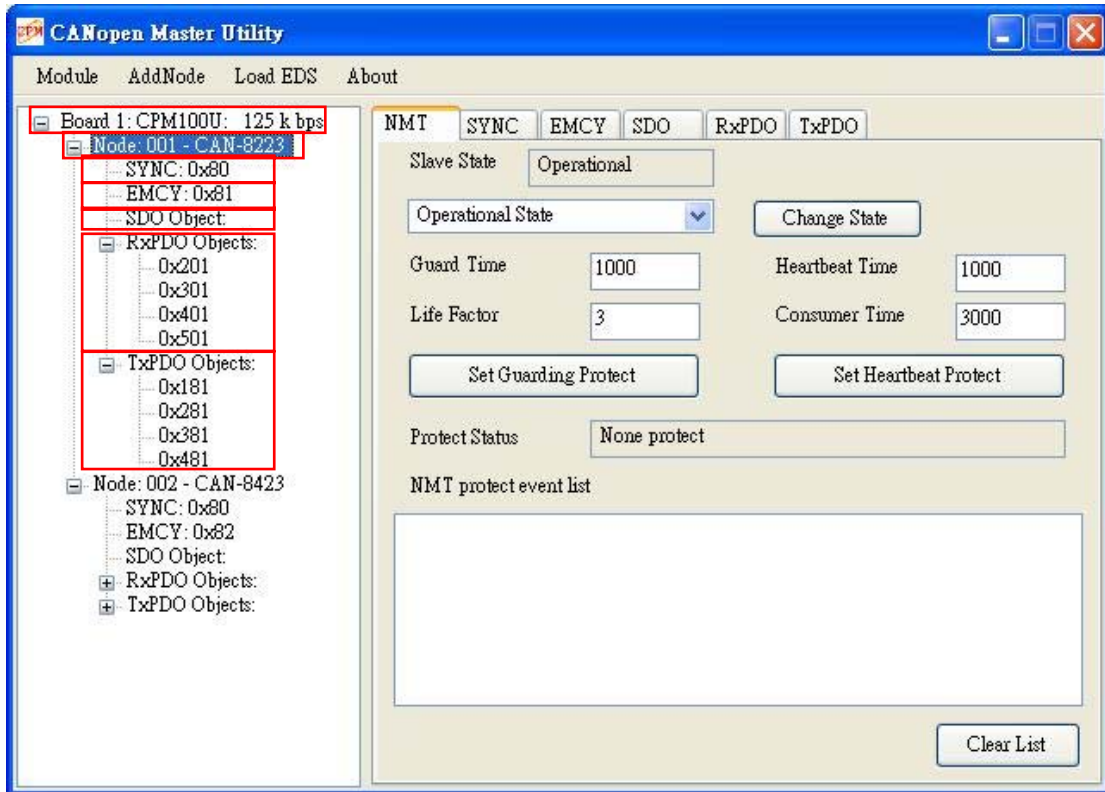 CPM CANopen Master Utility
Module AddNode Load EDS About
Board 1: CPM100U: 125 k bps
Node: 001 - CAN-8223
SYNC: 0x80
EMCY: 0x81
SDO Object:
RxPDO Objects:
0x201
0x301
0x401
0x501
TxPDO Objects:
0x181
0x281
0x381
0x481
Node: 002 - CAN-8423
SYNC: 0x80
EMCY: 0x82
SDO Object:
RxPDO Objects:
TxPDO Objects:
NMT SYNC EMCY SDO RxPDO TxPDO
Slave State Operational
Operational State Change State
Guard Time 1000 Heartbeat Time 1000
Life Factor 3 Consumer Time 3000
Set Guarding Protect Set Heartbeat Protect
Protect Status None protect
NMT protect event list
Clear List